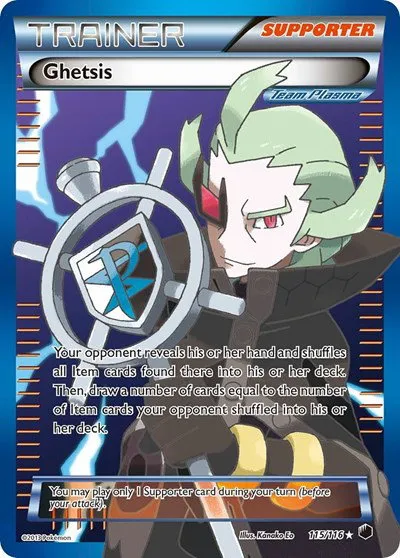 TRAINER
SUPPORTER
Ghetsis
Team Plasma
Your opponent reveals his or her hand and shuffles
all Item cards found there into his or her deck.
Then, draw a number of cards equal to the number
of Item cards your opponent shuffled into his or
her deck.
You may play only 1 Supporter card during your turn (before
your attack).
©2013 Pokémon
Illus. Kanako Eo
115/116 ★